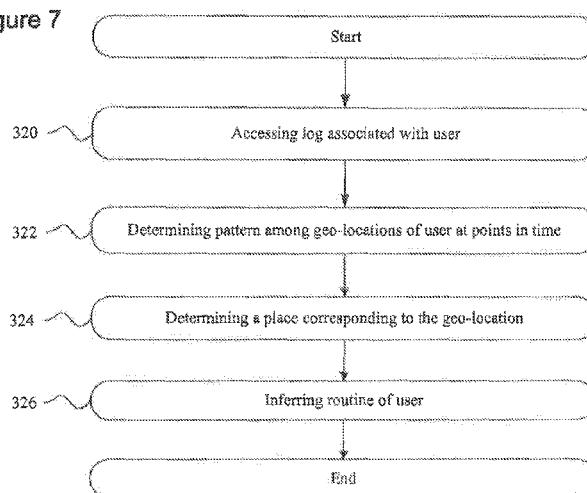 gure 7
Start
320
Accessing log associated with user
322
Determining pattern among geo-locations of user at points in time
324
Determining a place corresponding to the geo-location
326
Inferring routine of user
End